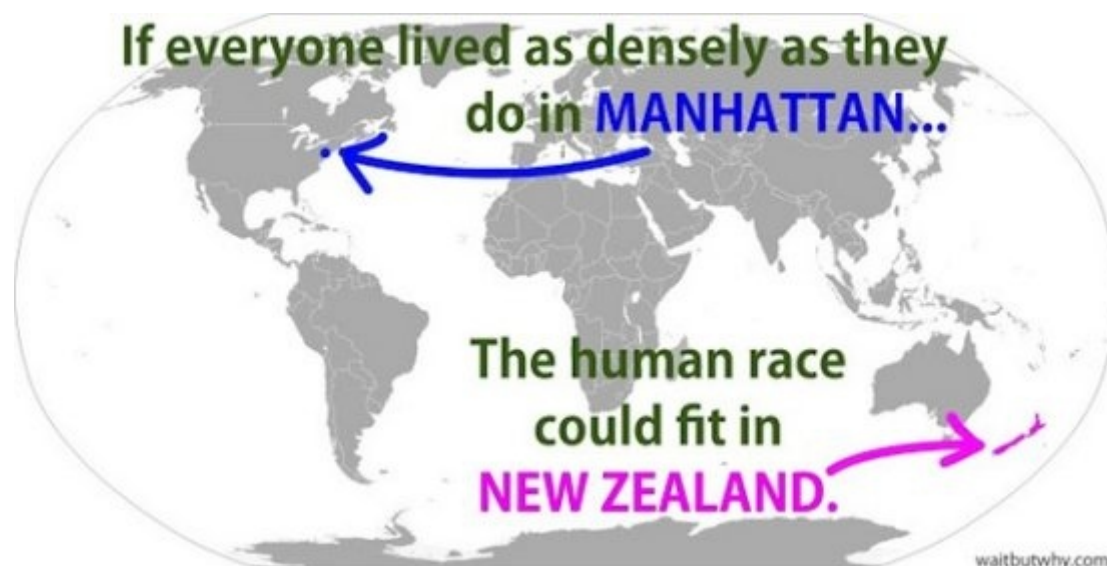 If everyone lived as densely as they
do in MANHATTAN...
The human race
could fit in
NEW ZEALAND.
waitbutwhy.com